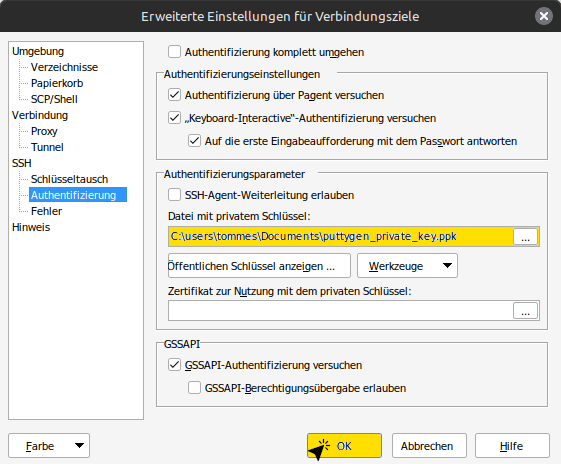 Erweiterte Einstellungen für Verbindungsziele
Umgebung
Verzeichnisse
Papierkorb
SCP/Shell
Verbindung
Proxy
Tunnel
SSH
Schlüsseltausch
Authentifizierung
Fehler
Hinweis
Authentifizierung komplett umgehen
Authentifizierungseinstellungen
Authentifizierung über Pagent versuchen
„Keyboard-Interactive“-Authentifizierung versuchen
Auf die erste Eingabeaufforderung mit dem Passwort antworten
Authentifizierungsparameter
SSH-Agent-Weiterleitung erlauben
Datei mit privatem Schlüssel:
C:\users\tommes\Documents\puttygen_private_key.ppk ...
Öffentlichen Schlüssel anzeigen ... Werkzeuge
Zertifikat zur Nutzung mit dem privaten Schlüssel:
...
GSSAPI
GSSAPI-Authentifizierung versuchen
GSSAPI-Berechtigungsübergabe erlauben
Farbe OK Abbrechen Hilfe